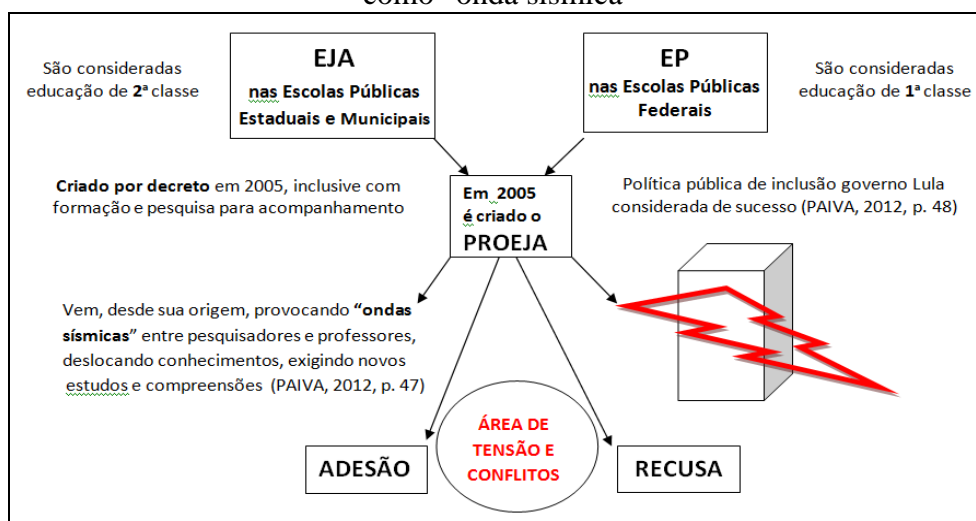 como "onda sísmica"
São consideradas
educação de 2ª classe
EJA
nas Escolas Públicas
Estaduais e Municipais
EP
nas Escolas Públicas
Federais
São consideradas
educação de 1ª classe
Criado por decreto em 2005, inclusive com
formação e pesquisa para acompanhamento
Em 2005
é criado o
PROEJA
Política pública de inclusão governo Lula
considerada de sucesso (PAIVA, 2012, p. 48)
Vem, desde sua origem, provocando "ondas
sísmicas" entre pesquisadores e professores,
deslocando conhecimentos, exigindo novos
estudos e compreensões (PAIVA, 2012, p. 47)
ÁREA DE
TENSÃO E
CONFLITOS
ADESÃO
RECUSA